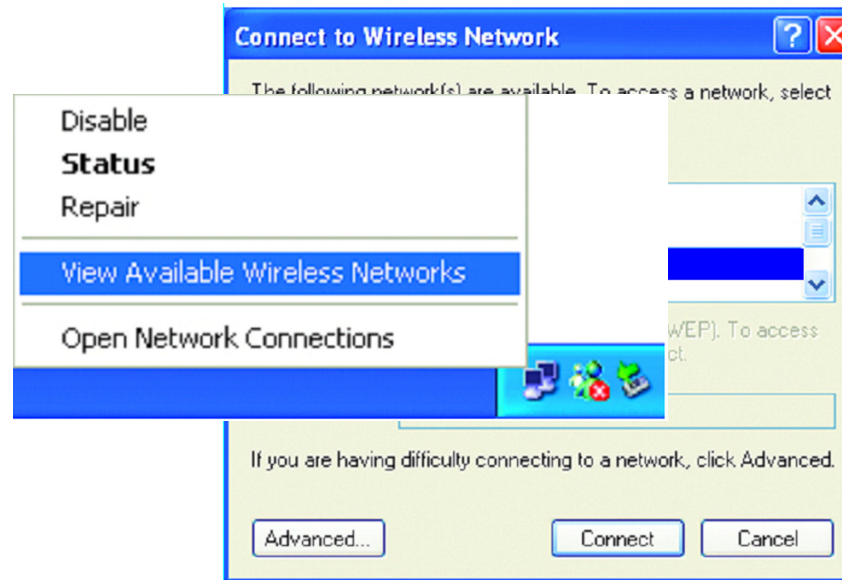 Connect to Wireless Network
The following network(s) are available. To access a network, select
Disable
Status
Repair
View Available Wireless Networks
Open Network Connections
WEP). To access
If you are having difficulty connecting to a network, click Advanced.
Advanced...
Connect
Cancel